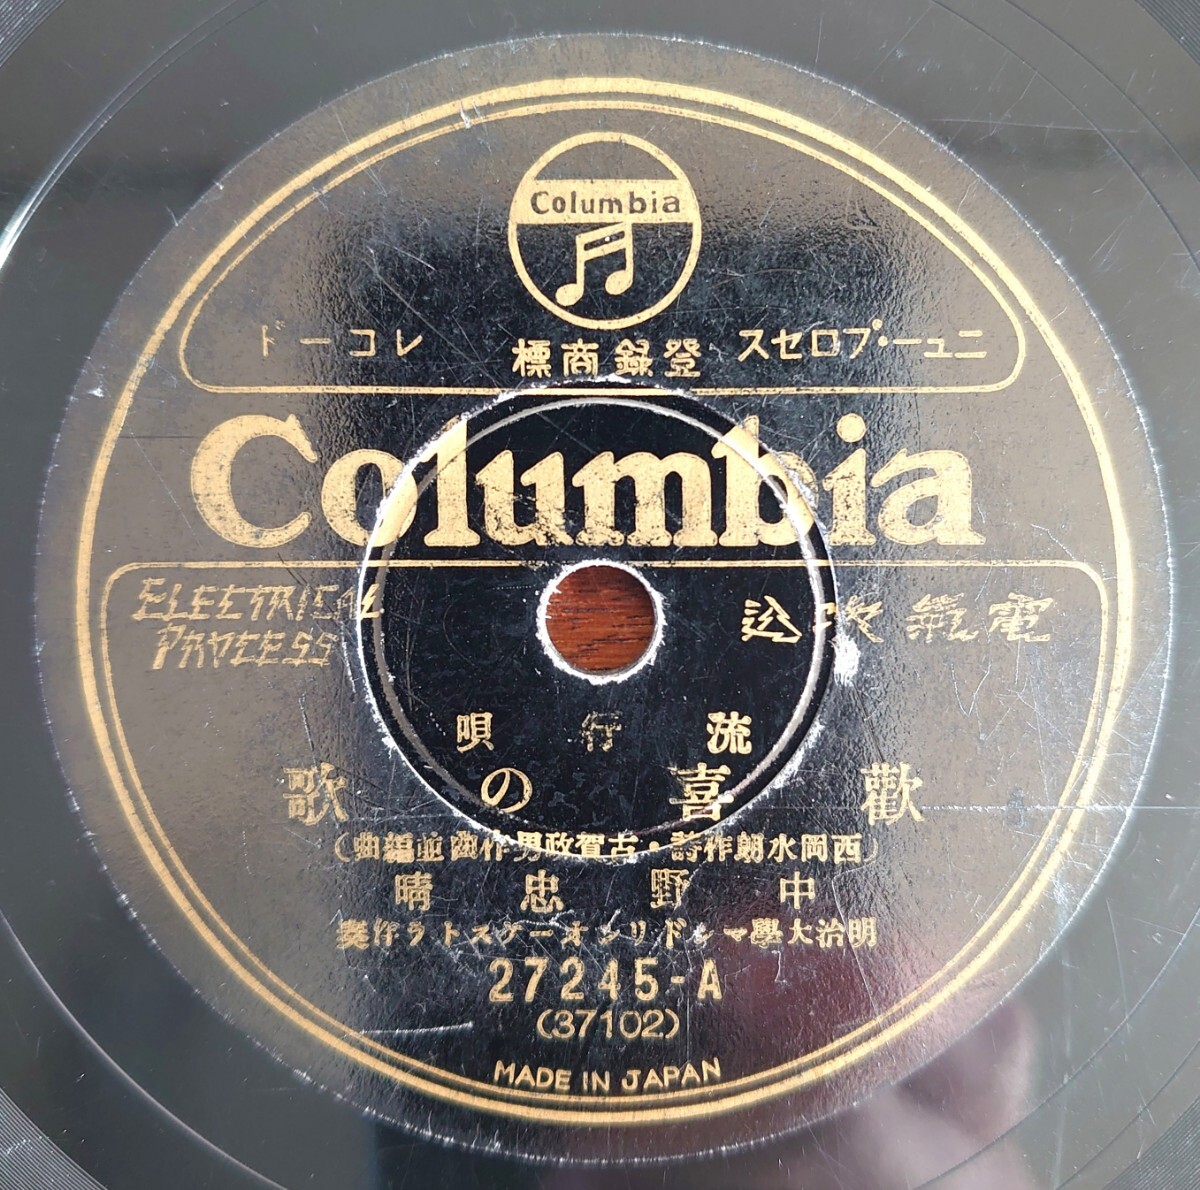 Columbia
ニュー・プロセス 登録商標 レコード
Columbia
ELECTRICAL
PROCESS
電氣吹込
流行唄
歡喜の歌
(西岡水朗作詩・古賀政男作曲並編曲)
中野忠晴
明治大學マンドリンオーケストラ伴奏
27245-A
(37102)
MADE IN JAPAN